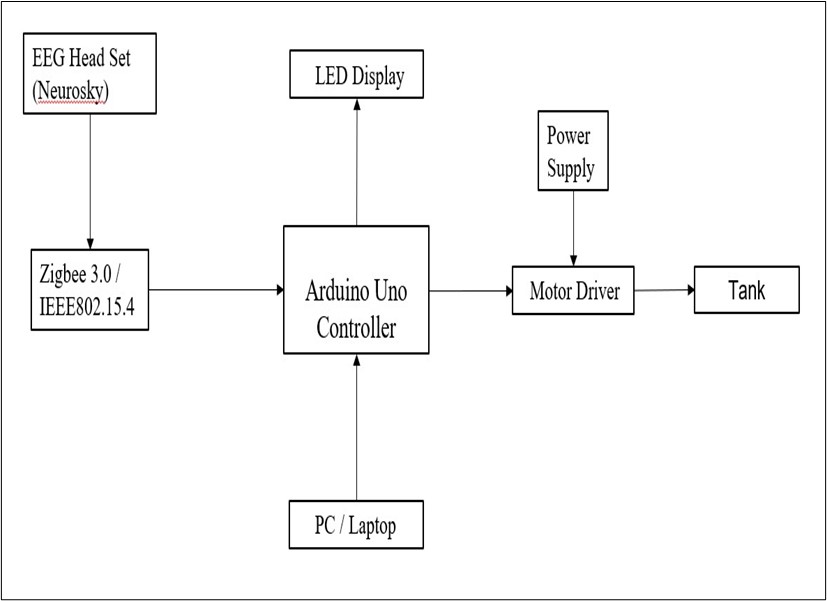 EEG Head Set
(Neurosky)
LED Display
Power
Supply
Zigbee 3.0 /
IEEE802.15.4
Arduino Uno
Controller
Motor Driver
Tank
PC / Laptop